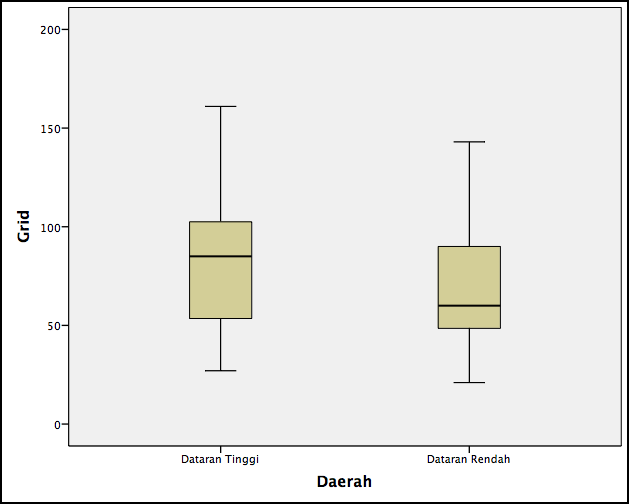 200
150
100
50
0
Grid
Dataran Tinggi
Dataran Rendah
Daerah